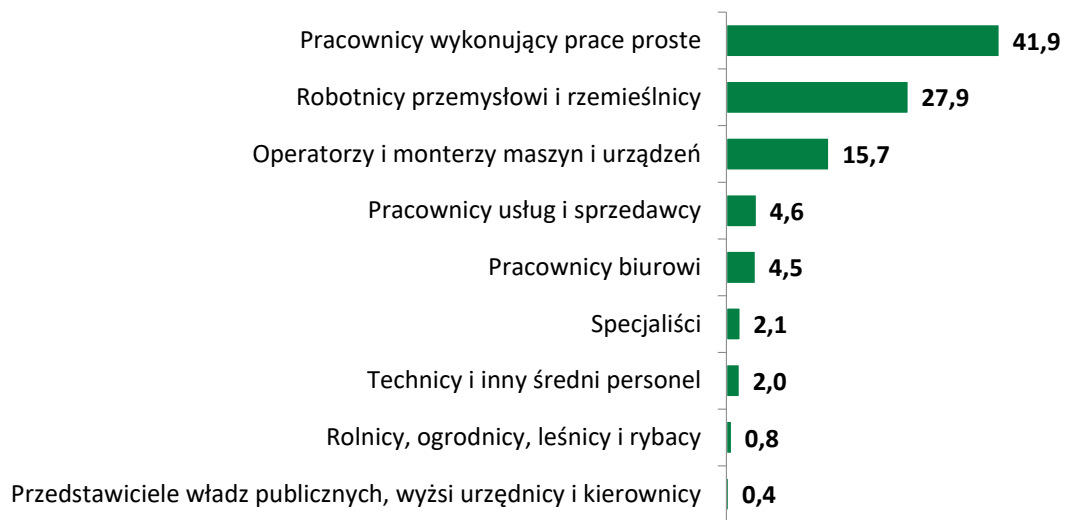 Pracownicy wykonujący prace proste 41,9
Robotnicy przemysłowi i rzemieślnicy 27,9
Operatorzy i monterzy maszyn i urządzeń 15,7
Pracownicy usług i sprzedawcy 4,6
Pracownicy biurowi 4,5
Specjaliści 2,1
Technicy i inny średni personel 2,0
Rolnicy, ogrodnicy, leśnicy i rybacy 0,8
Przedstawiciele władz publicznych, wyżsi urzędnicy i kierownicy 0,4